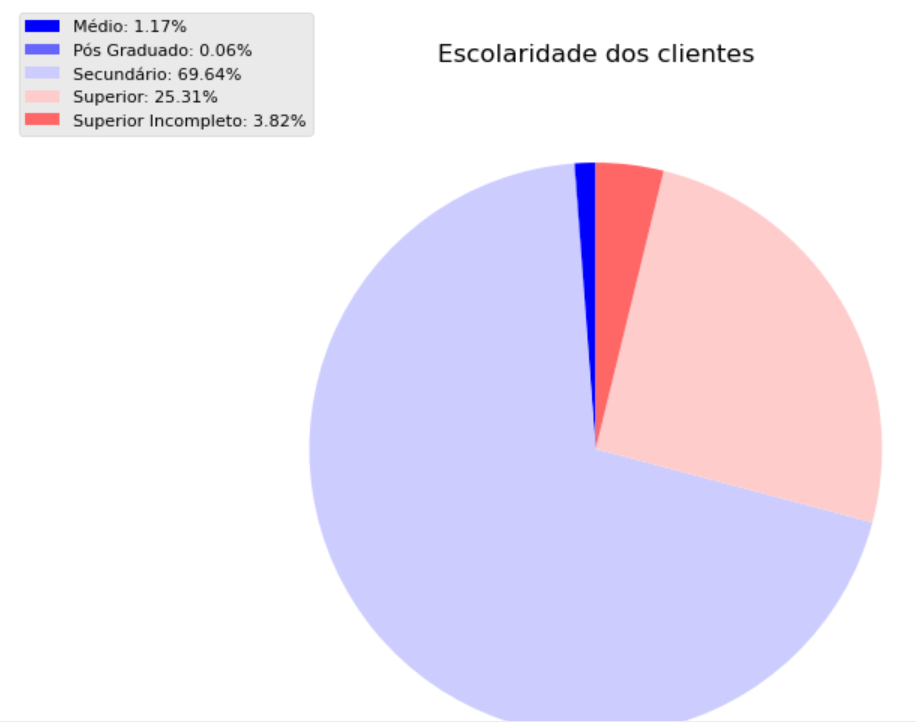 Médio: 1.17%
Pós Graduado: 0.06%
Secundário: 69.64%
Superior: 25.31%
Superior Incompleto: 3.82%
Escolaridade dos clientes